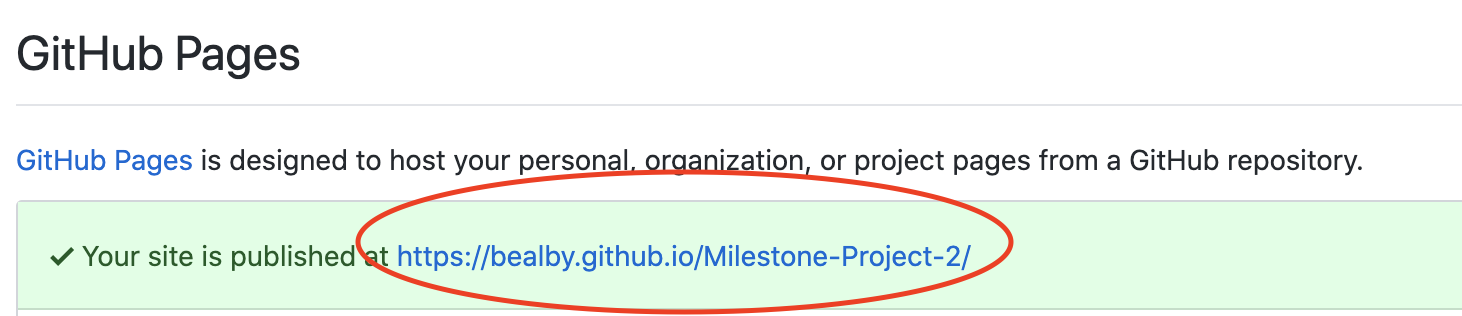 GitHub Pages
GitHub Pages is designed to host your personal, organization, or project pages from a GitHub repository.
✓ Your site is published at https://bealby.github.io/Milestone-Project-2/